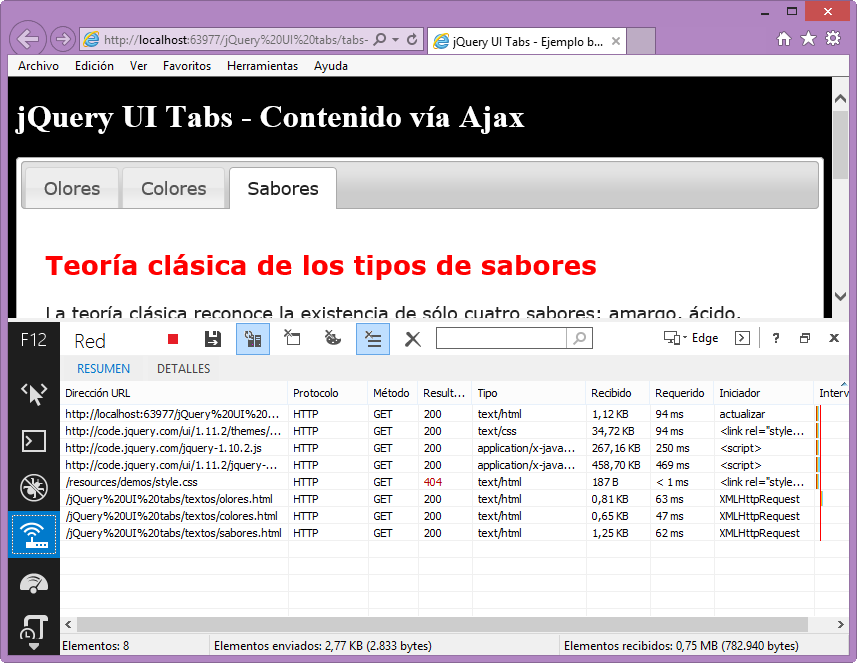 http://localhost:63977/jQuery%20UI%20tabs/tabs-
jQuery UI Tabs - Ejemplo b...
Archivo Edición Ver Favoritos Herramientas Ayuda
jQuery UI Tabs - Contenido vía Ajax
Olores Colores Sabores
Teoría clásica de los tipos de sabores
La teoría clásica reconoce la existencia de sólo cuatro sabores: amargo, ácido,
F12 Red Edge ?
RESUMEN DETALLES
Dirección URL Protocolo Método Result... Tipo Recibido Requerido Iniciador Interv
http://localhost:63977/jQuery%20UI%20... HTTP GET 200 text/html 1,12 KB 94 ms actualizar
http://code.jquery.com/ui/1.11.2/themes/... HTTP GET 200 text/css 34,72 KB 94 ms <link rel="style...
http://code.jquery.com/jquery-1.10.2.js HTTP GET 200 application/x-java... 267,16 KB 250 ms <script>
http://code.jquery.com/ui/1.11.2/jquery-... HTTP GET 200 application/x-java... 458,70 KB 469 ms <script>
/resources/demos/style.css HTTP GET 404 text/html 187 B < 1 ms <link rel="style...
/jQuery%20UI%20tabs/textos/olores.html HTTP GET 200 text/html 0,81 KB 63 ms XMLHttpRequest
/jQuery%20UI%20tabs/textos/colores.html HTTP GET 200 text/html 0,65 KB 47 ms XMLHttpRequest
/jQuery%20UI%20tabs/textos/sabores.html HTTP GET 200 text/html 1,25 KB 62 ms XMLHttpRequest
Elementos: 8 Elementos enviados: 2,77 KB (2.833 bytes) Elementos recibidos: 0,75 MB (782.940 bytes)